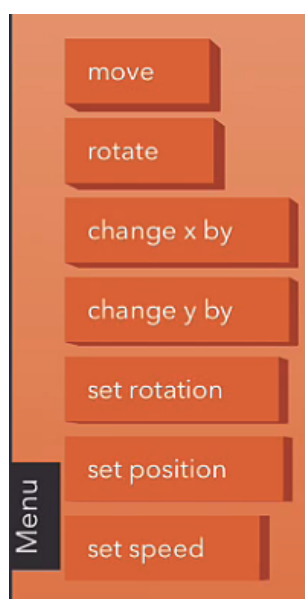 move
rotate
change x by
change y by
set rotation
set position
set speed
Menu